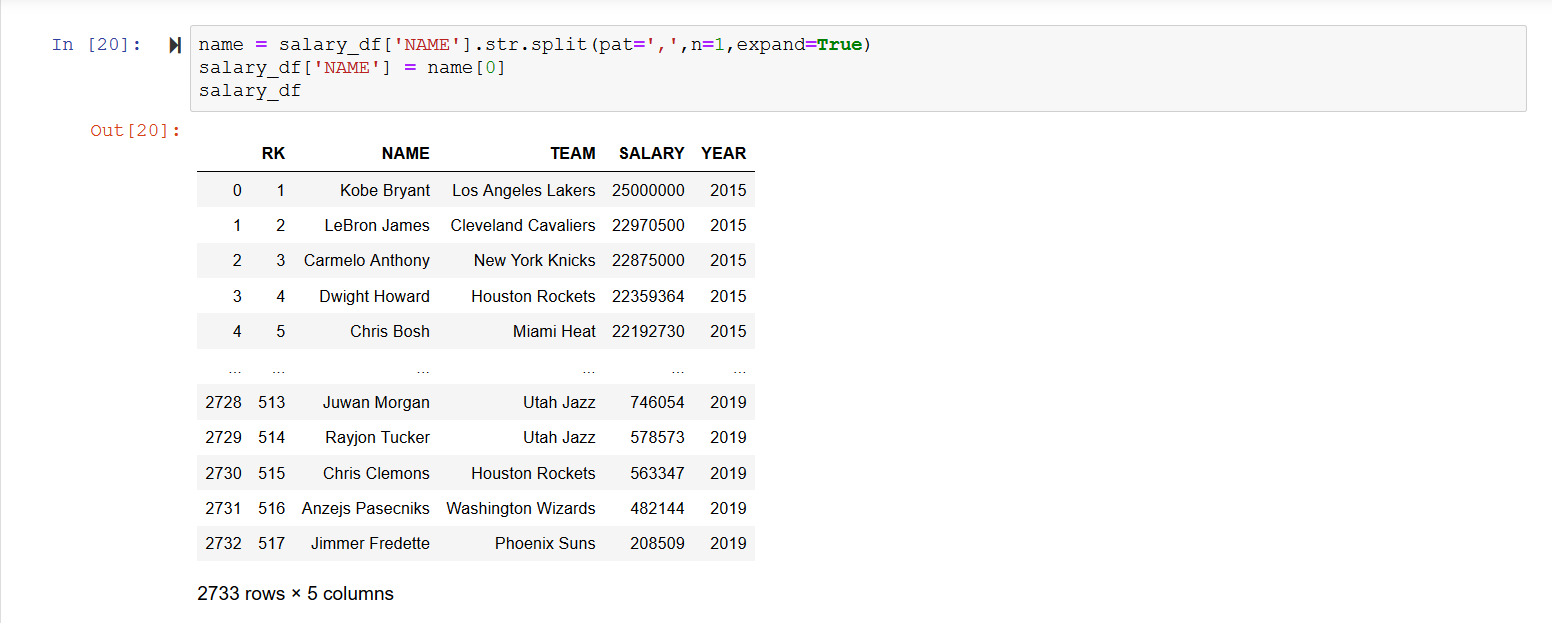 In [20]:
name = salary_df['NAME'].str.split(pat=',',n=1,expand=True)
salary_df['NAME'] = name[0]
salary_df
Out[20]:
RK NAME TEAM SALARY YEAR
0 1 Kobe Bryant Los Angeles Lakers 25000000 2015
1 2 LeBron James Cleveland Cavaliers 22970500 2015
2 3 Carmelo Anthony New York Knicks 22875000 2015
3 4 Dwight Howard Houston Rockets 22359364 2015
4 5 Chris Bosh Miami Heat 22192730 2015
... ... ... ... ... ...
2728 513 Juwan Morgan Utah Jazz 746054 2019
2729 514 Rayjon Tucker Utah Jazz 578573 2019
2730 515 Chris Clemons Houston Rockets 563347 2019
2731 516 Anzejs Pasecniks Washington Wizards 482144 2019
2732 517 Jimmer Fredette Phoenix Suns 208509 2019
2733 rows × 5 columns